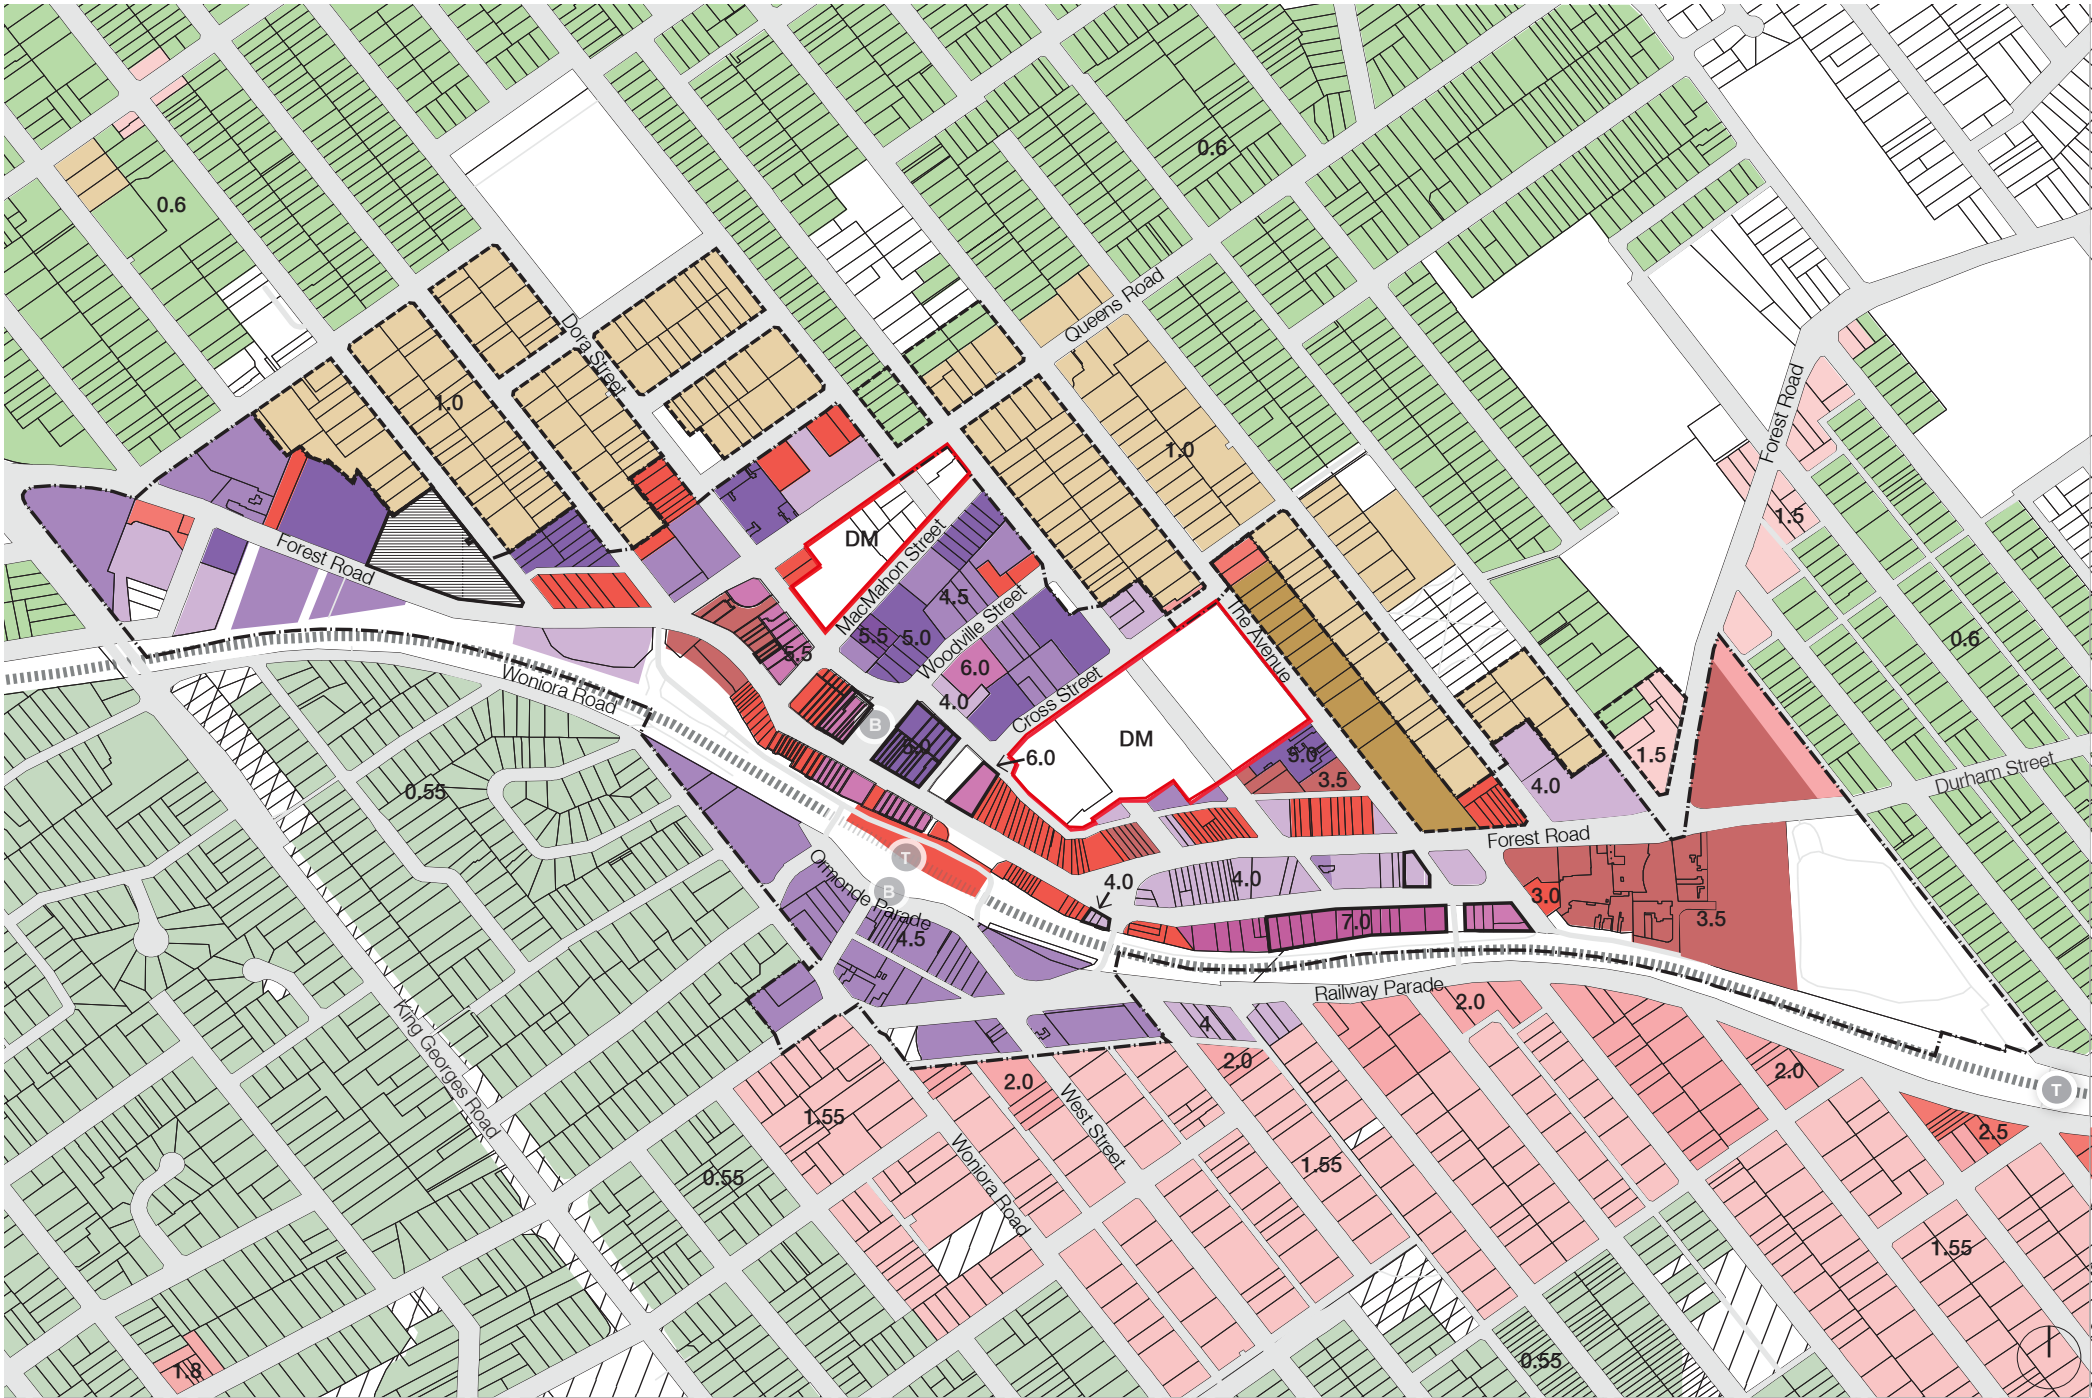 0.6
0.6
Queens Road
Dora Street
1.0
Forest Road
1.0
1.5
Forest Road
DM
MacMahon Street
4.5
5.5
5.0
Woodville Street
5.5
6.0
4.0
Cross Street
The Avenue
0.6
Woniora Road
B
5.0
6.0
DM
5.0
3.5
4.0
1.5
Durham Street
0.55
Forest Road
T
B
Ormonde Parade
4.5
4.0
4.0
7.0
3.0
3.5
Railway Parade
2.0
4
King Georges Road
2.0
2.0
2.0
T
1.55
West Street
2.5
Woniora Road
0.55
1.55
1.55
0.55
1.8